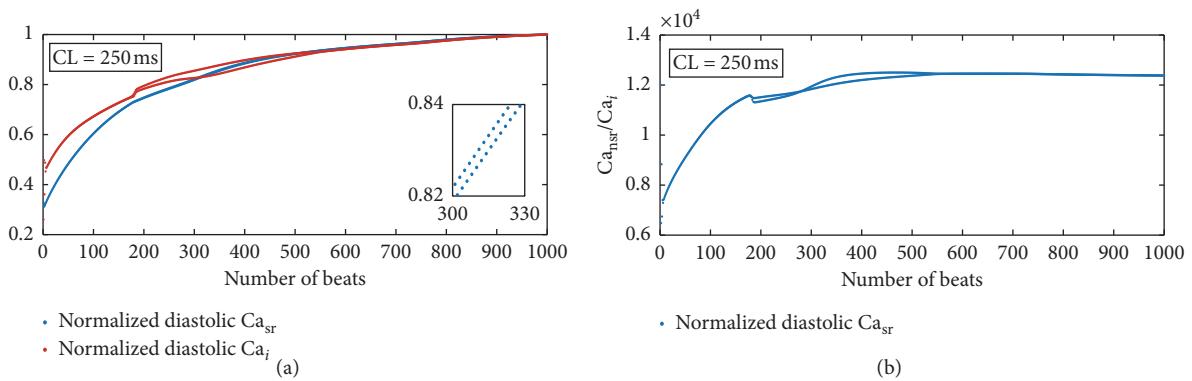 1
0.8
0.6
0.4
0.2
CL = 250 ms
0.84
0.82
300 330
0 100 200 300 400 500 600 700 800 900 1000
Number of beats
Normalized diastolic Ca_sr
Normalized diastolic Ca_i
(a)
×10^4
1.4
1.2
1
0.8
0.6
Ca_nsr/Ca_i
CL = 250 ms
0 100 200 300 400 500 600 700 800 900 1000
Number of beats
Normalized diastolic Ca_sr
(b)